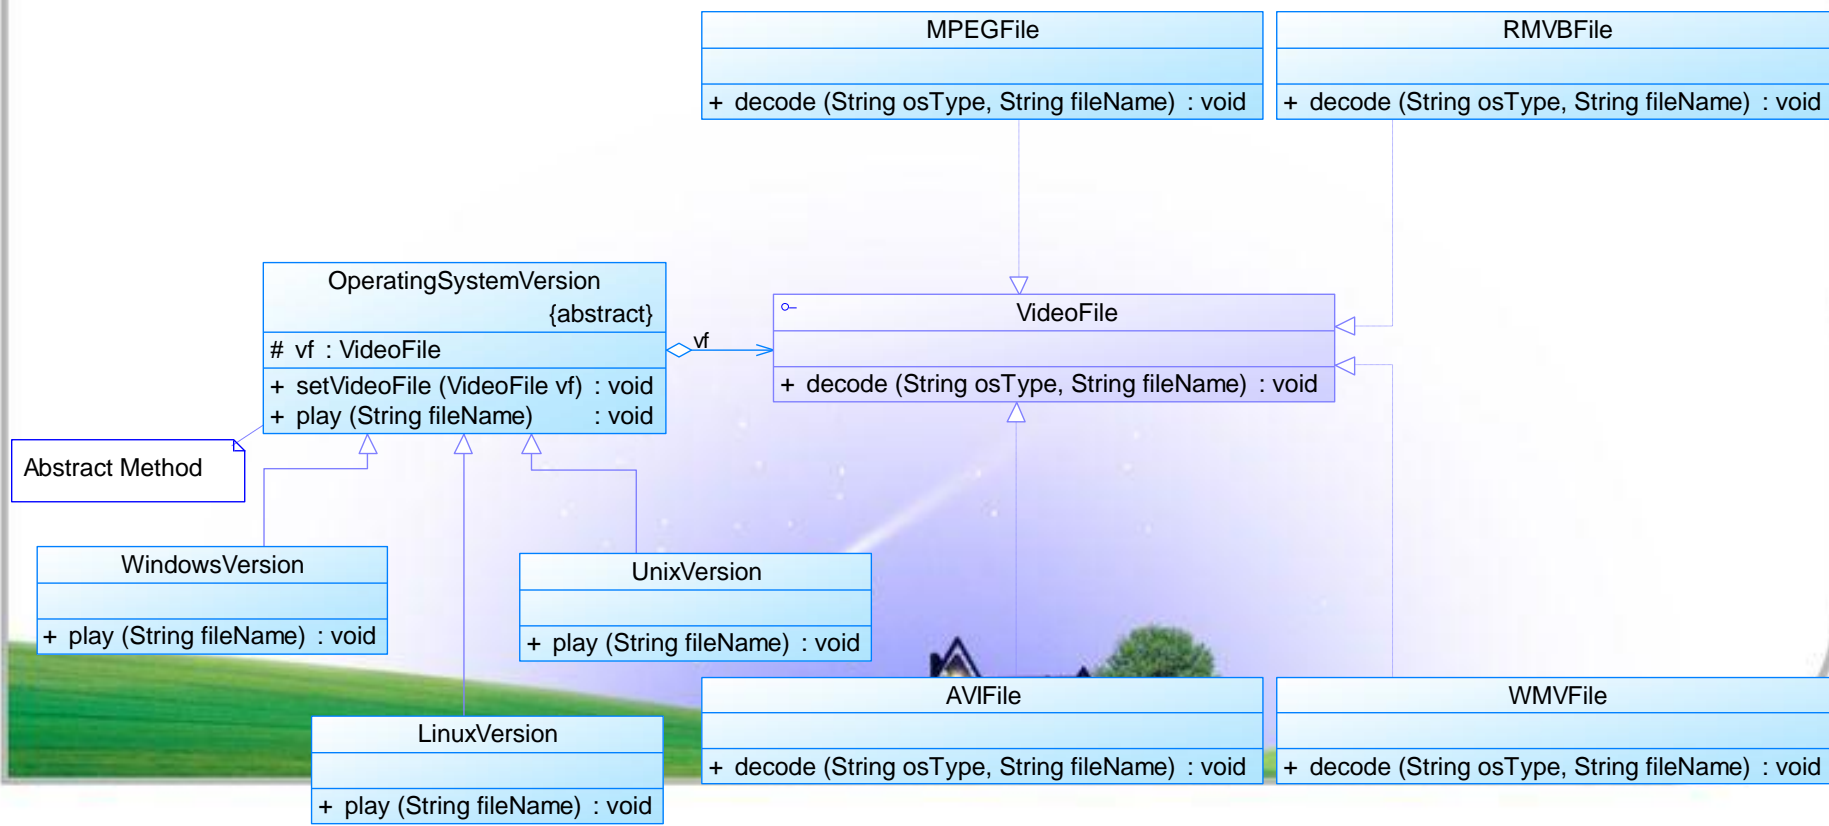 MPEGFile
+ decode (String osType, String fileName) : void
RMVBFile
+ decode (String osType, String fileName) : void
OperatingSystemVersion
{abstract}
# vf : VideoFile
+ setVideoFile (VideoFile vf) : void
+ play (String fileName) : void
vf
VideoFile
+ decode (String osType, String fileName) : void
Abstract Method
WindowsVersion
+ play (String fileName) : void
UnixVersion
+ play (String fileName) : void
LinuxVersion
+ play (String fileName) : void
AVIFile
+ decode (String osType, String fileName) : void
WMVFile
+ decode (String osType, String fileName) : void